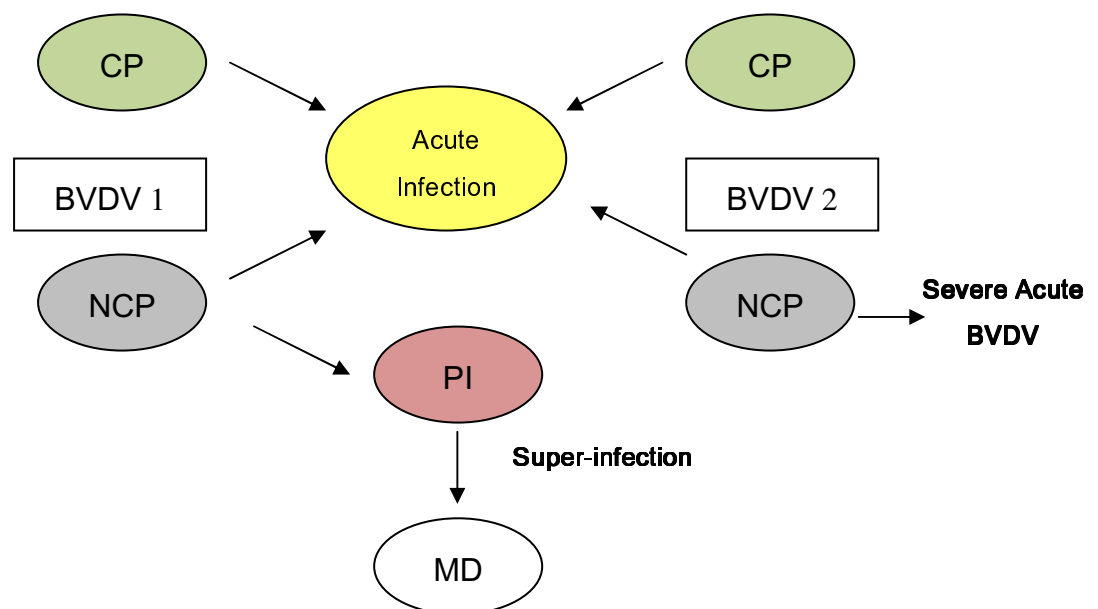 CP
CP
Acute
Infection
BVDV 1
BVDV 2
NCP
NCP
Severe Acute
BVDV
PI
Super-infection
MD